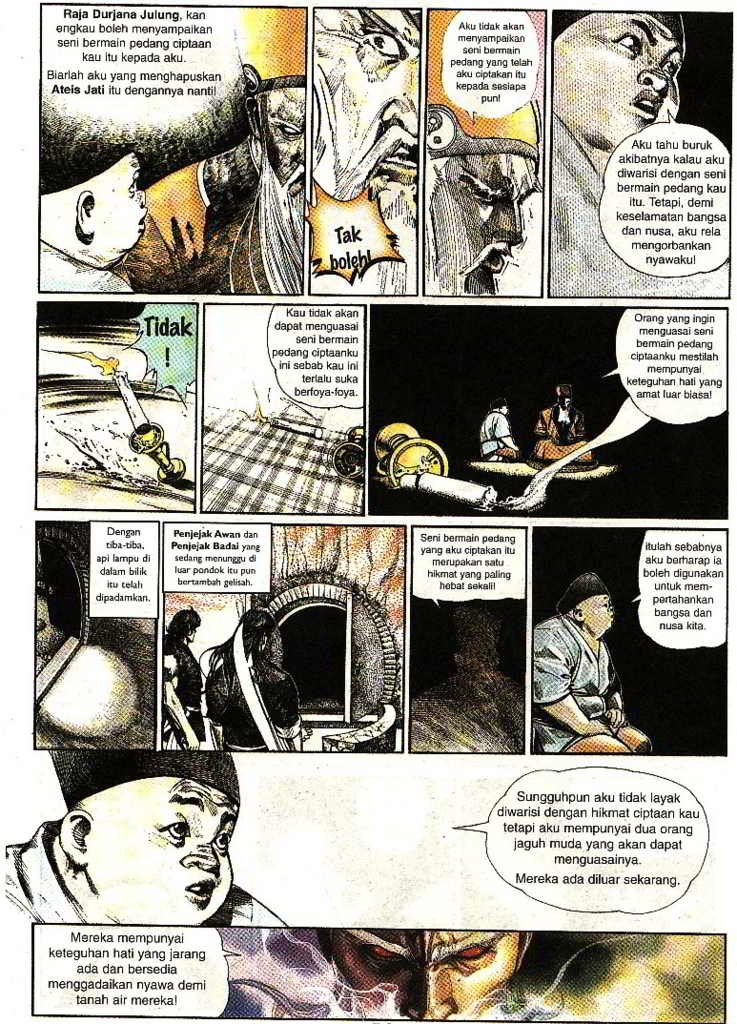 Raja Durjana Julung, kan
engkau boleh menyampaikan
seni bermain pedang ciptaan
kau itu kepada aku.
Biarlah aku yang menghapuskan
Ateis Jati itu dengannya nanti!
Tak
boleh!
Aku tidak akan
menyampaikan
seni bermain
pedang yang telah
aku ciptakan itu
kepada sesiapa
pun!
Aku tahu buruk
akibatnya kalau aku
diwarisi dengan seni
bermain pedang kau
itu. Tetapi, demi
keselamatan bangsa
dan nusa, aku rela
mengorbankan
nyawaku!
Tidak
!
Kau tidak akan
dapat menguasai
seni bermain
pedang ciptaanku
ini sebab kau ini
terlalu suka
berfoya-foya.
Orang yang ingin
menguasai seni
bermain pedang
ciptaanku mestilah
mempunyai
keteguhan hati yang
amat luar biasa!
Dengan
tiba-tiba,
api lampu di
dalam bilik
itu telah
dipadamkan.
Penjejak Awan dan
Penjejak Badai yang
sedang menunggu di
luar pondok itu pun
bertambah gelisah.
Seni bermain pedang
yang aku ciptakan itu
merupakan satu
hikmat yang paling
hebat sekali!
itulah sebabnya
aku berharap ia
boleh digunakan
untuk mem-
pertahankan
bangsa dan
nusa kita.
Sungguhpun aku tidak layak
diwarisi dengan hikmat ciptaan kau
tetapi aku mempunyai dua orang
jaguh muda yang akan dapat
menguasainya.
Mereka ada diluar sekarang.
Mereka mempunyai
keteguhan hati yang jarang
ada dan bersedia
menggadaikan nyawa demi
tanah air mereka!